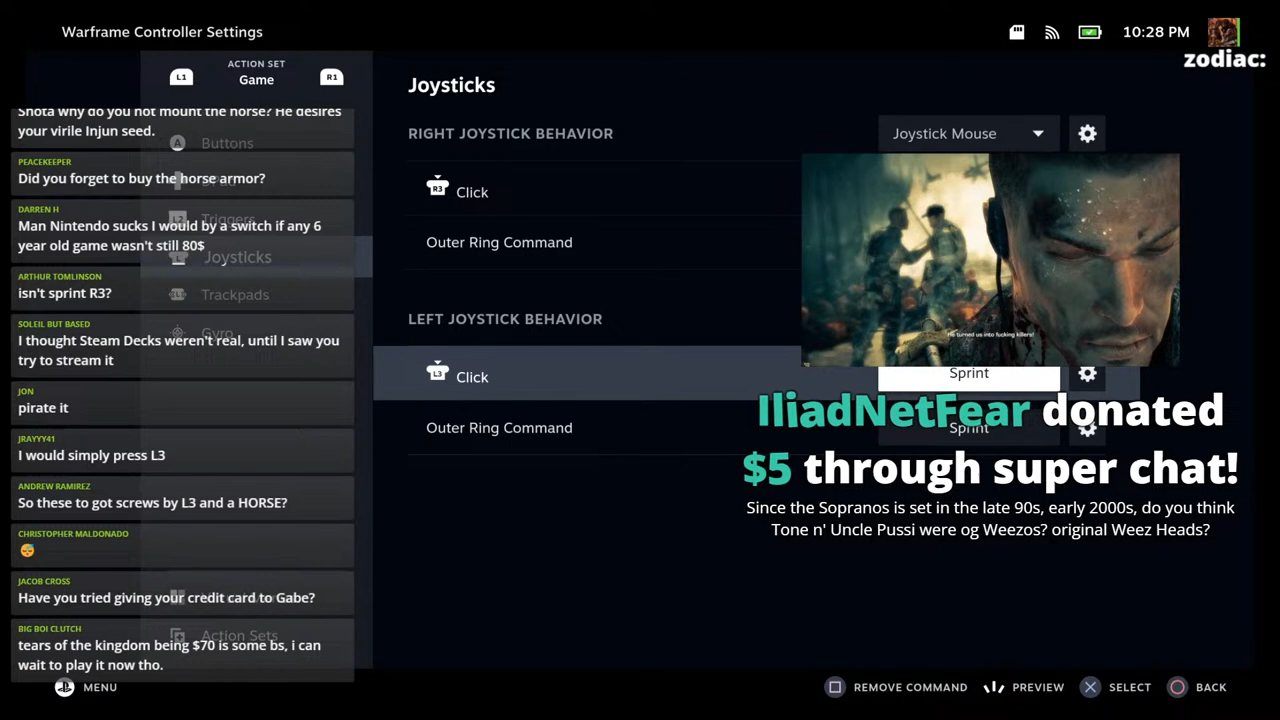 Warframe Controller Settings
10:28 PM
zodiac:
L1
ACTION SET
Game
R1
Shota why do you not mount the horse? He desires
your virile Injun seed.
PEACEKEEPER
Did you forget to buy the horse armor?
DARREN H
Man Nintendo sucks I would by a switch if any 6
year old game wasn't still 80$
ARTHUR TOMLINSON
isn't sprint R3?
SOLEIL BUT BASED
I thought Steam Decks weren't real, until I saw you
try to stream it
JON
pirate it
JRAYYY41
I would simply press L3
ANDREW RAMIREZ
So these to got screws by L3 and a HORSE?
CHRISTOPHER MALDONADO
JACOB CROSS
Have you tried giving your credit card to Gabe?
BIG BOI CLUTCH
tears of the kingdom being $70 is some bs, i can
wait to play it now tho.
A
Buttons
L2
Triggers
Joysticks
Trackpads
Gyro
Action Sets
Joysticks
RIGHT JOYSTICK BEHAVIOR
Joystick Mouse
R3
Click
Outer Ring Command
He turned us into fucking killers!
LEFT JOYSTICK BEHAVIOR
L3
Click
Sprint
Outer Ring Command
Sprint
IliadNetFear donated
$5 through super chat!
Since the Sopranos is set in the late 90s, early 2000s, do you think
Tone n' Uncle Pussi were og Weezos? original Weez Heads?
MENU
REMOVE COMMAND
PREVIEW
SELECT
BACK